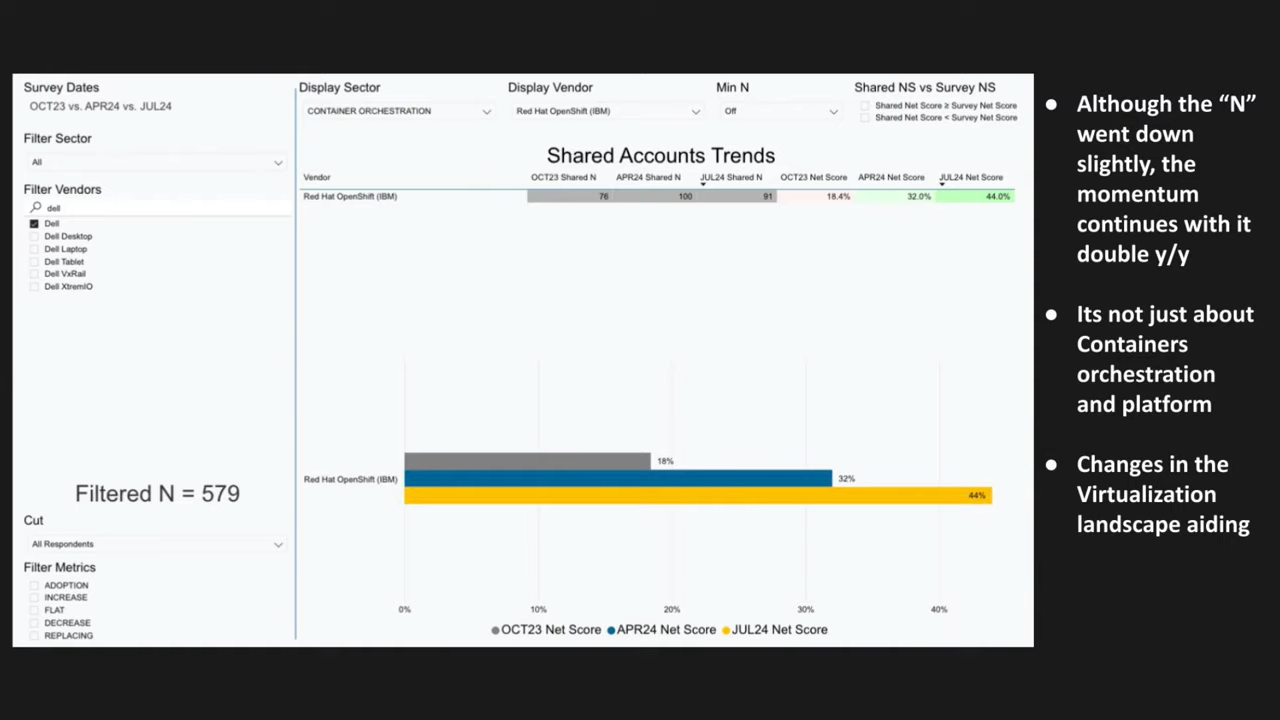 Survey Dates
OCT23 vs. APR24 vs. JUL24
Filter Sector
All
Filter Vendors
dell
Dell
Dell Desktop
Dell Laptop
Dell Tablet
Dell VxRail
Dell XtremIO
Filtered N = 579
Cut
All Respondents
Filter Metrics
ADOPTION
INCREASE
FLAT
DECREASE
REPLACING
Display Sector
CONTAINER ORCHESTRATION
Display Vendor
Red Hat OpenShift (IBM)
Min N
Off
Shared NS vs Survey NS
Shared Net Score ≥ Survey Net Score
Shared Net Score < Survey Net Score
Shared Accounts Trends
Vendor OCT23 Shared N APR24 Shared N JUL24 Shared N OCT23 Net Score APR24 Net Score JUL24 Net Score
Red Hat OpenShift (IBM) 76 100 91 18.4% 32.0% 44.0%
18%
Red Hat OpenShift (IBM) 32%
44%
0% 10% 20% 30% 40%
OCT23 Net Score APR24 Net Score JUL24 Net Score
● Although the “N”
went down
slightly, the
momentum
continues with it
double y/y
● Its not just about
Containers
orchestration
and platform
● Changes in the
Virtualization
landscape aiding